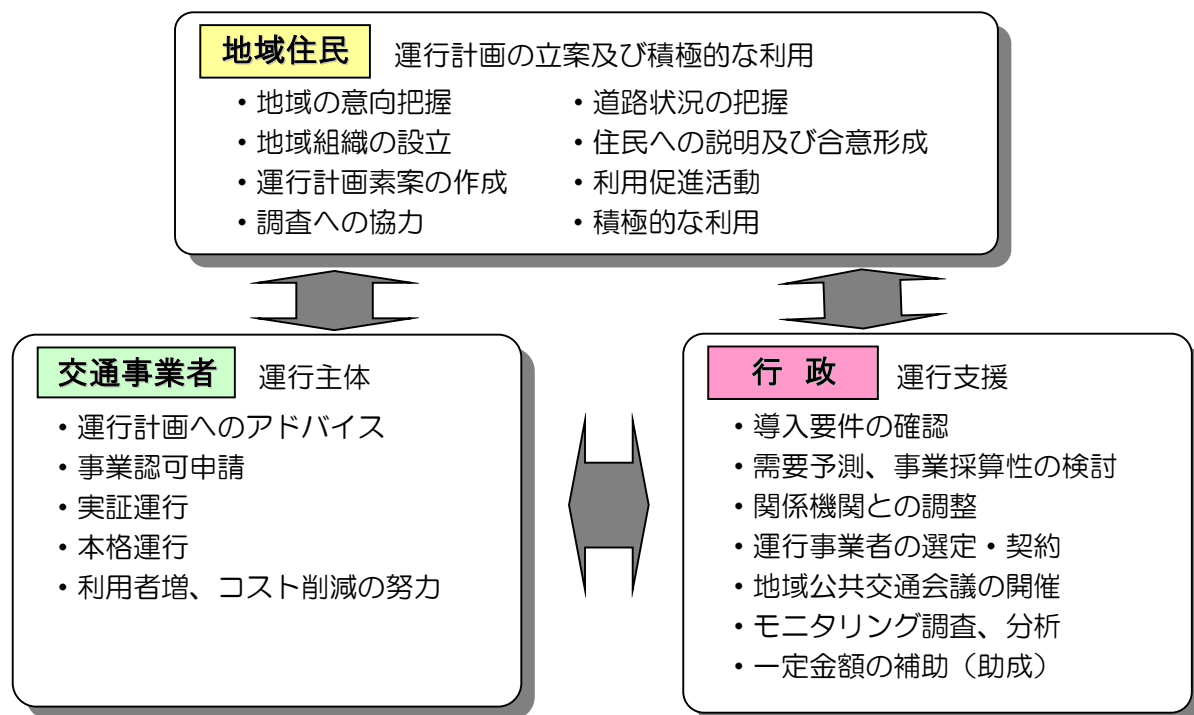 地域住民 運行計画の立案及び積極的な利用
・地域の意向把握
・地域組織の設立
・運行計画素案の作成
・調査への協力
・道路状況の把握
・住民への説明及び合意形成
・利用促進活動
・積極的な利用
交通事業者 運行主体
・運行計画へのアドバイス
・事業認可申請
・実証運行
・本格運行
・利用者増、コスト削減の努力
行 政 運行支援
・導入要件の確認
・需要予測、事業採算性の検討
・関係機関との調整
・運行事業者の選定・契約
・地域公共交通会議の開催
・モニタリング調査、分析
・一定金額の補助（助成）